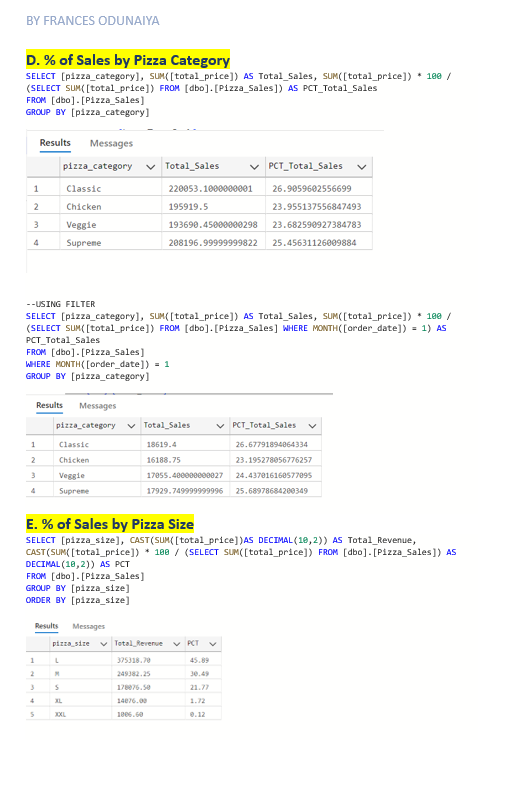 BY FRANCES ODUNAIYA
D. % of Sales by Pizza Category
SELECT [pizza_category], SUM([total_price]) AS Total_Sales, SUM([total_price]) * 100 /
(SELECT SUM([total_price]) FROM [dbo].[Pizza_Sales]) AS PCT_Total_Sales
FROM [dbo].[Pizza_Sales]
GROUP BY [pizza_category]
Results Messages
pizza_category Total_Sales PCT_Total_Sales
1 Classic 220053.1000000001 26.9059602556699
2 Chicken 195919.5 23.955137556847493
3 Veggie 193690.45000000298 23.682590927384783
4 Supreme 208196.99999999822 25.45631126009884
--USING FILTER
SELECT [pizza_category], SUM([total_price]) AS Total_Sales, SUM([total_price]) * 100 /
(SELECT SUM([total_price]) FROM [dbo].[Pizza_Sales] WHERE MONTH([order_date]) = 1) AS
PCT_Total_Sales
FROM [dbo].[Pizza_Sales]
WHERE MONTH([order_date]) = 1
GROUP BY [pizza_category]
Results Messages
pizza_category Total_Sales PCT_Total_Sales
1 Classic 18619.4 26.67791894064334
2 Chicken 16188.75 23.195278056776257
3 Veggie 17055.400000000027 24.437016160577095
4 Supreme 17929.749999999996 25.68978684200349
E. % of Sales by Pizza Size
SELECT [pizza_size], CAST(SUM([total_price])AS DECIMAL(10,2)) AS Total_Revenue,
CAST(SUM([total_price]) * 100 / (SELECT SUM([total_price]) FROM [dbo].[Pizza_Sales]) AS
DECIMAL(10,2)) AS PCT
FROM [dbo].[Pizza_Sales]
GROUP BY [pizza_size]
ORDER BY [pizza_size]
Results Messages
pizza_size Total_Revenue PCT
1 L 375318.70 45.89
2 M 249382.25 30.49
3 S 178076.50 21.77
4 XL 14076.00 1.72
5 XXL 1006.60 0.12